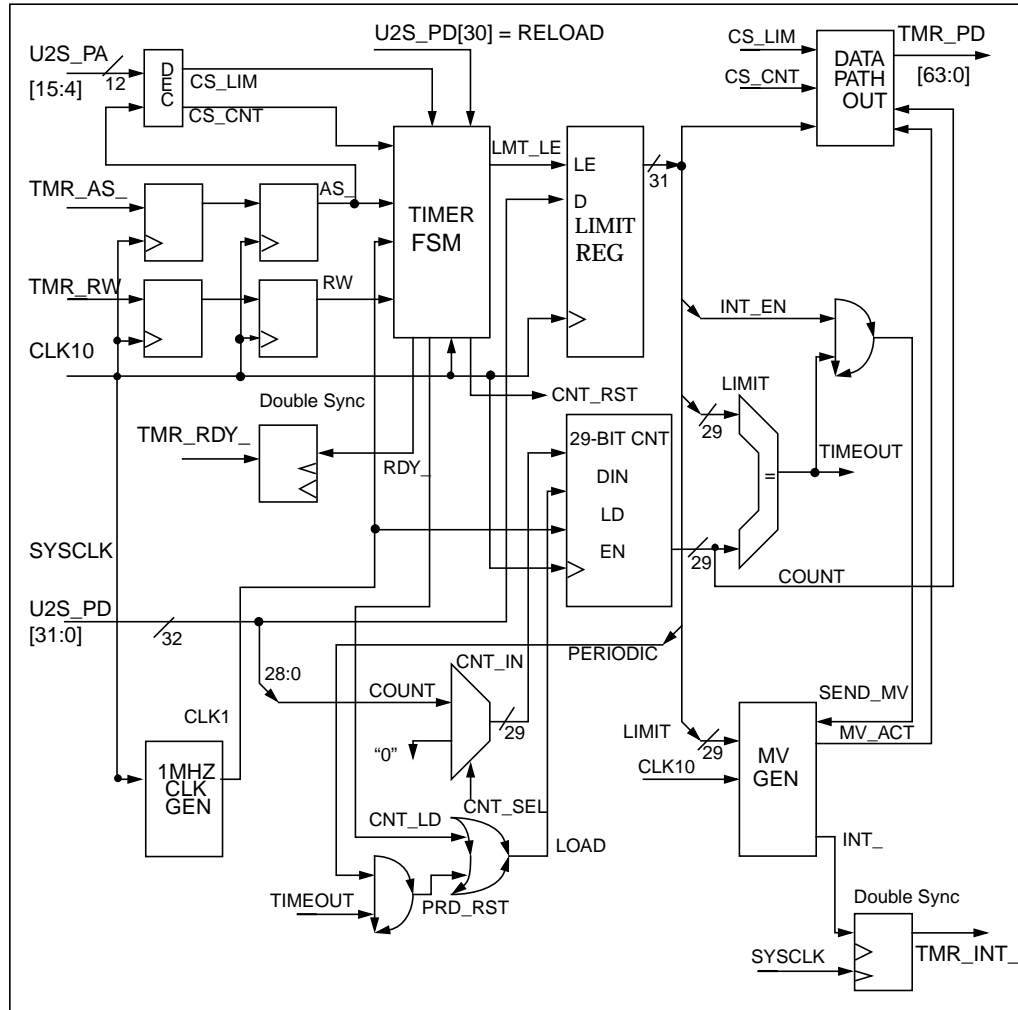 U2S_PD[30] = RELOAD
U2S_PA
[15:4]
12
DEC
CS_LIM
CS_CNT
CS_LIM
CS_CNT
DATA
PATH
OUT
TMR_PD
[63:0]
TMR_AS_
AS_
TIMER
FSM
LMT_LE
LE
D
LIMIT
REG
31
TMR_RW
RW
CLK10
INT_EN
Double Sync
TMR_RDY_
RDY_
CNT_RST
29-BIT CNT
DIN
LD
EN
29
LIMIT
29
=
TIMEOUT
COUNT
SYSCLK
U2S_PD
[31:0]
32
28:0
COUNT
"0"
CNT_IN
29
CNT_SEL
PERIODIC
CLK1
1MHZ
CLK
GEN
CNT_LD
LOAD
TIMEOUT
PRD_RST
SEND_MV
MV_ACT
LIMIT
29
CLK10
MV
GEN
INT_
Double Sync
SYSCLK
TMR_INT_